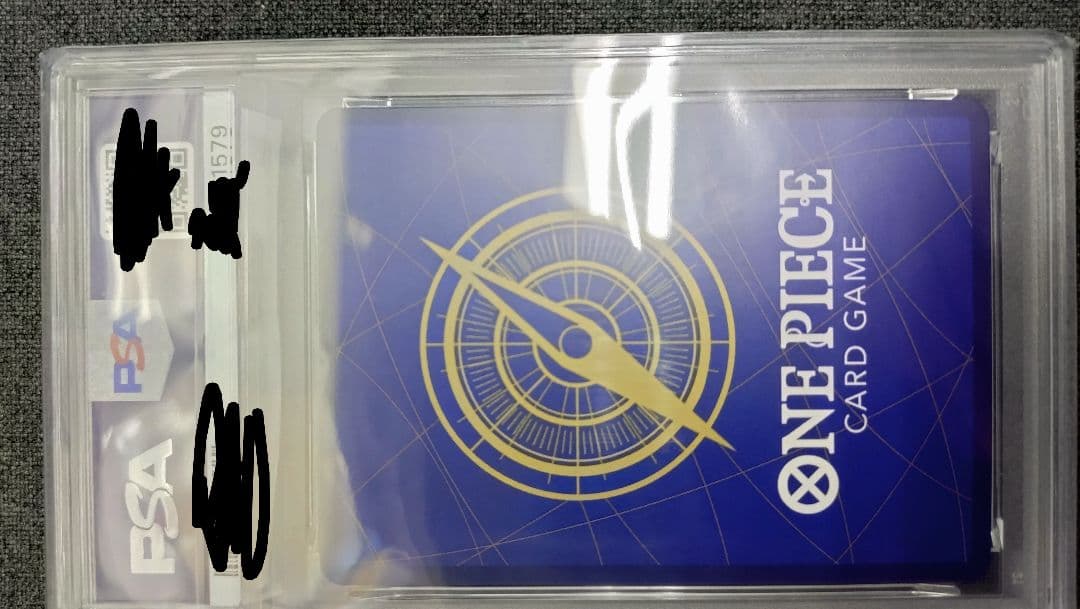 PSA
PSA
1579
ONE PIECE
CARD GAME